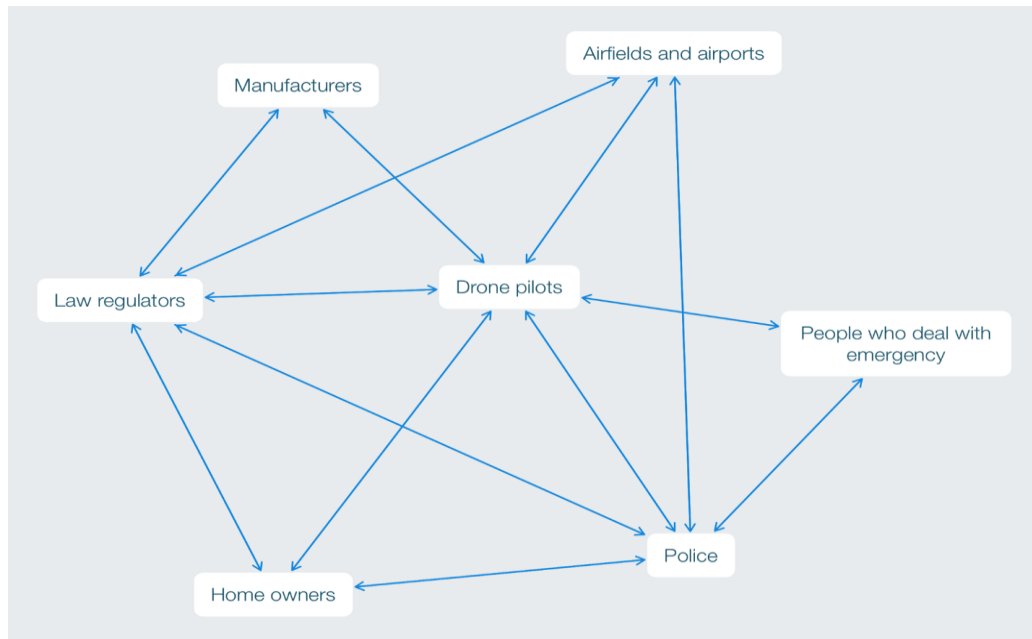 Airfields and airports
Manufacturers
Drone pilots
Law regulators
People who deal with
emergency
Police
Home owners